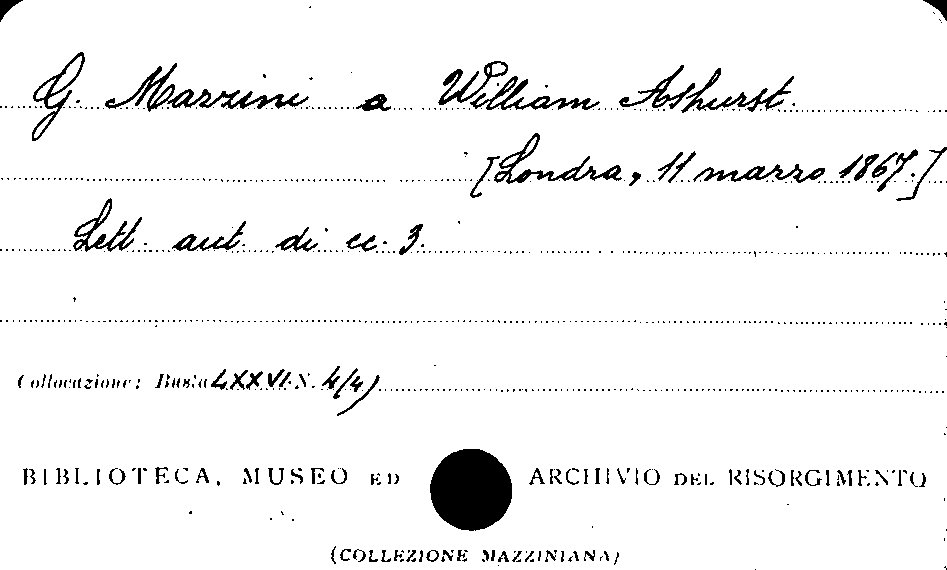 G. Mazzini a William Ashurst.
[Londra, 11 marzo 1867.]
Lett. aut. di cc. 3.
Collocazione: Busta LXXVI N. 4/4)
BIBLIOTECA, MUSEO ED ARCHIVIO DEL RISORGIMENTO
(COLLEZIONE MAZZINIANA)